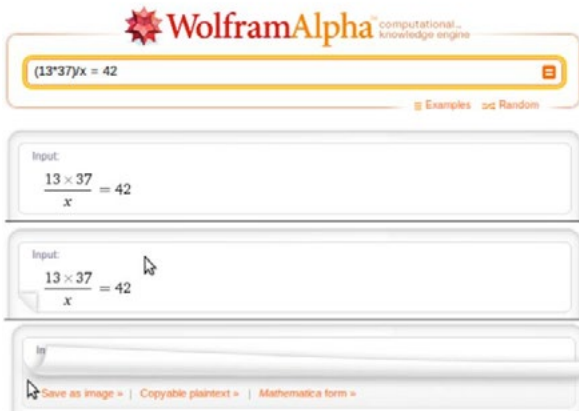 WolframAlpha computational... knowledge engine
(13*37)/x = 42
Examples Random
Input:
13 × 37
x
= 42
Input:
13 × 37
x
= 42
In
Save as image » | Copyable plaintext » | Mathematica form »